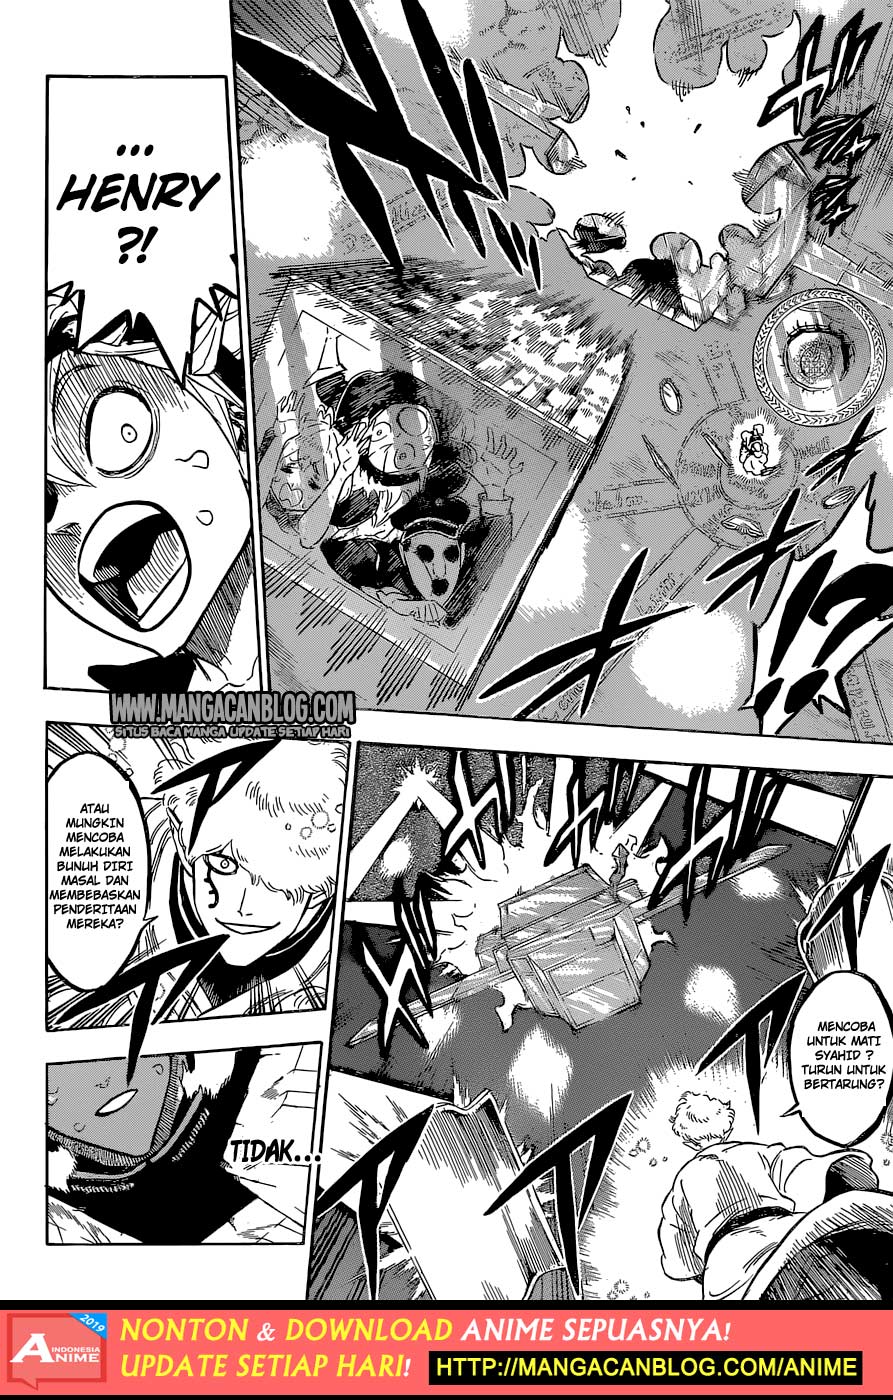 ...
HENRY
?!
!?
WWW.MANGACANBLOG.COM
SITUS BACA MANGA UPDATE SETIAP HARI
MENCOBA
UNTUK MATI
SYAHID ?
TURUN UNTUK
BERTARUNG?
ATAU
MUNGKIN
MENCOBA
MELAKUKAN
BUNUH DIRI
MASAL DAN
MEMBEBASKAN
PENDERITAAN
MEREKA?
TIDAK...
2019
A
INDONESIA
ANIME
NONTON & DOWNLOAD ANIME SEPUASNYA!
UPDATE SETIAP HARI!
HTTP://MANGACANBLOG.COM/ANIME